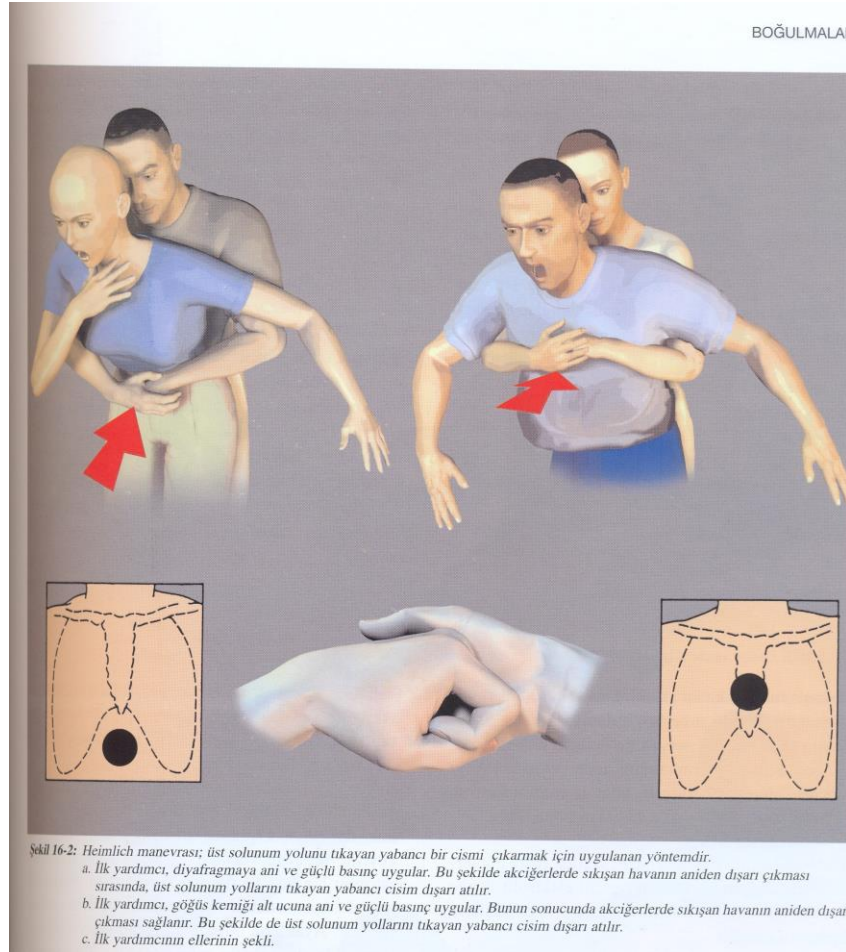 BOĞULMALA
Şekil 16-2: Heimlich manevrası; üst solunum yolunu tıkayan yabancı bir cismi çıkarmak için uygulanan yöntemdir.
a. İlk yardımcı, diyafragmaya ani ve güçlü basınç uygular. Bu şekilde akciğerlerde sıkışan havanın aniden dışarı çıkması
sırasında, üst solunum yollarını tıkayan yabancı cisim dışarı atılır.
b. İlk yardımcı, göğüs kemiği alt ucuna ani ve güçlü basınç uygular. Bunun sonucunda akciğerlerde sıkışan havanın aniden dışar
çıkması sağlanır. Bu şekilde de üst solunum yollarını tıkayan yabancı cisim dışarı atılır.
c. İlk yardımcının ellerinin şekli.